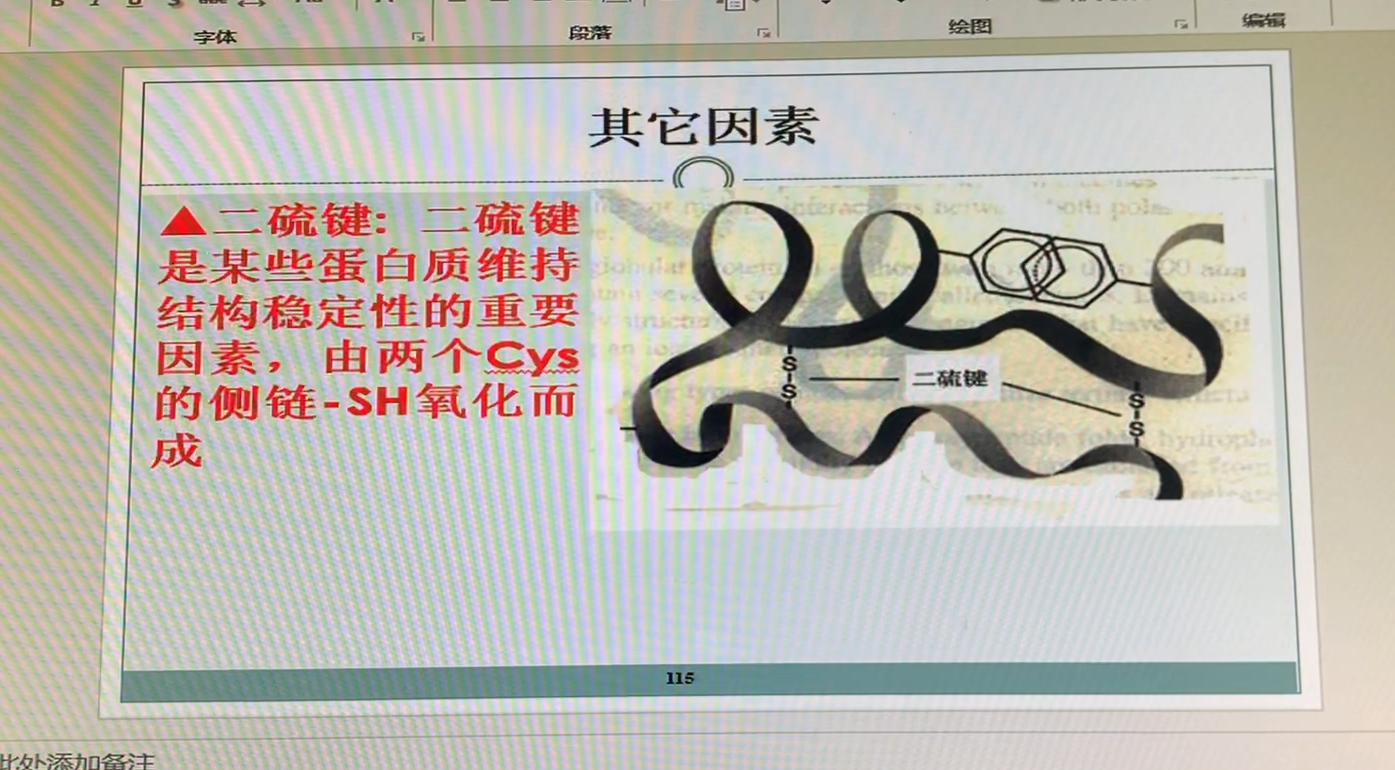 字体
段落
绘图
编辑
其它因素
▲二硫键：二硫键
是某些蛋白质维持
结构稳定性的重要
因素，由两个Cys
的侧链-SH氧化而
成
S
S
二硫键
S
S
115
此处添加备注